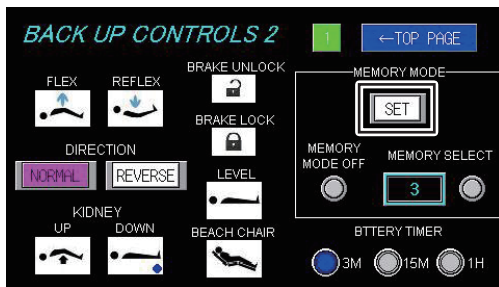 BACK UP CONTROLS 2
1
←TOP PAGE
FLEX
REFLEX
BRAKE UNLOCK
BRAKE LOCK
DIRECTION
NORMAL
REVERSE
LEVEL
KIDNEY
UP
DOWN
BEACH CHAIR
MEMORY MODE
SET
MEMORY
MODE OFF
MEMORY SELECT
3
BTTERY TIMER
3M
15M
1H